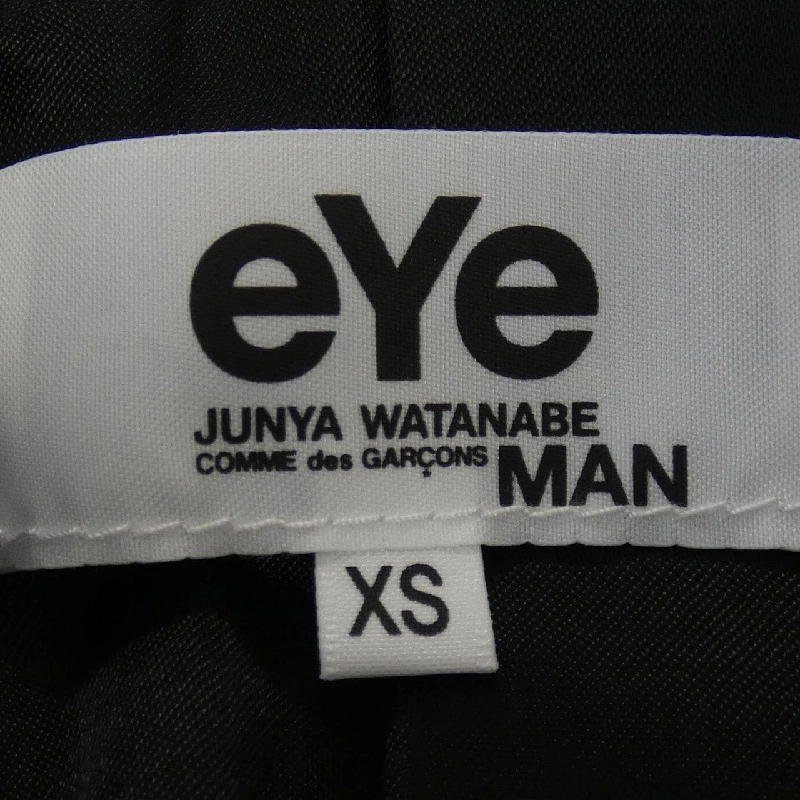 eYe
JUNYA WATANABE
COMME des GARÇONS MAN
XS